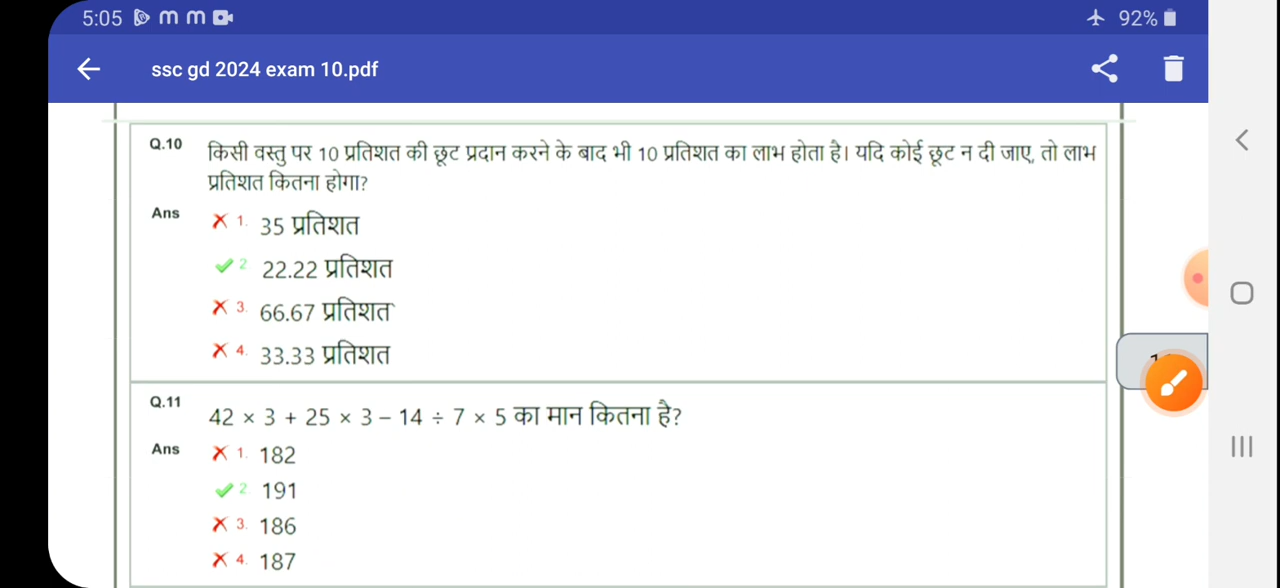 5:05 92%
ssc gd 2024 exam 10.pdf
Q.10 किसी वस्तु पर 10 प्रतिशत की छूट प्रदान करने के बाद भी 10 प्रतिशत का लाभ होता है। यदि कोई छूट न दी जाए, तो लाभ
प्रतिशत कितना होगा?
Ans 1. 35 प्रतिशत
2 22.22 प्रतिशत
3. 66.67 प्रतिशत
4. 33.33 प्रतिशत
Q.11 42 × 3 + 25 × 3 – 14 ÷ 7 × 5 का मान कितना है?
Ans 1. 182
2 191
3. 186
4. 187